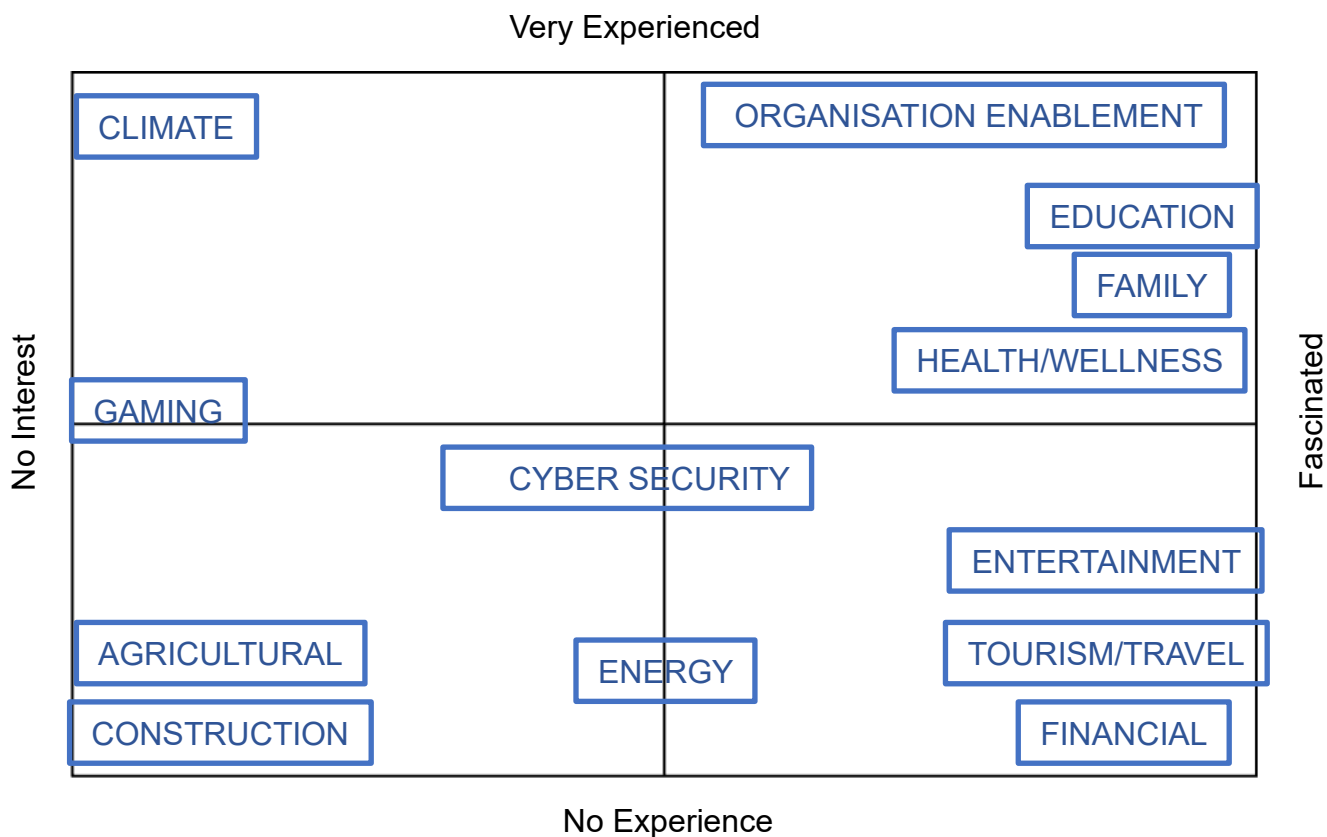 Very Experienced
CLIMATE
ORGANISATION ENABLEMENT
EDUCATION
FAMILY
HEALTH/WELLNESS
No Interest
Fascinated
GAMING
CYBER SECURITY
ENTERTAINMENT
AGRICULTURAL
ENERGY
TOURISM/TRAVEL
CONSTRUCTION
FINANCIAL
No Experience